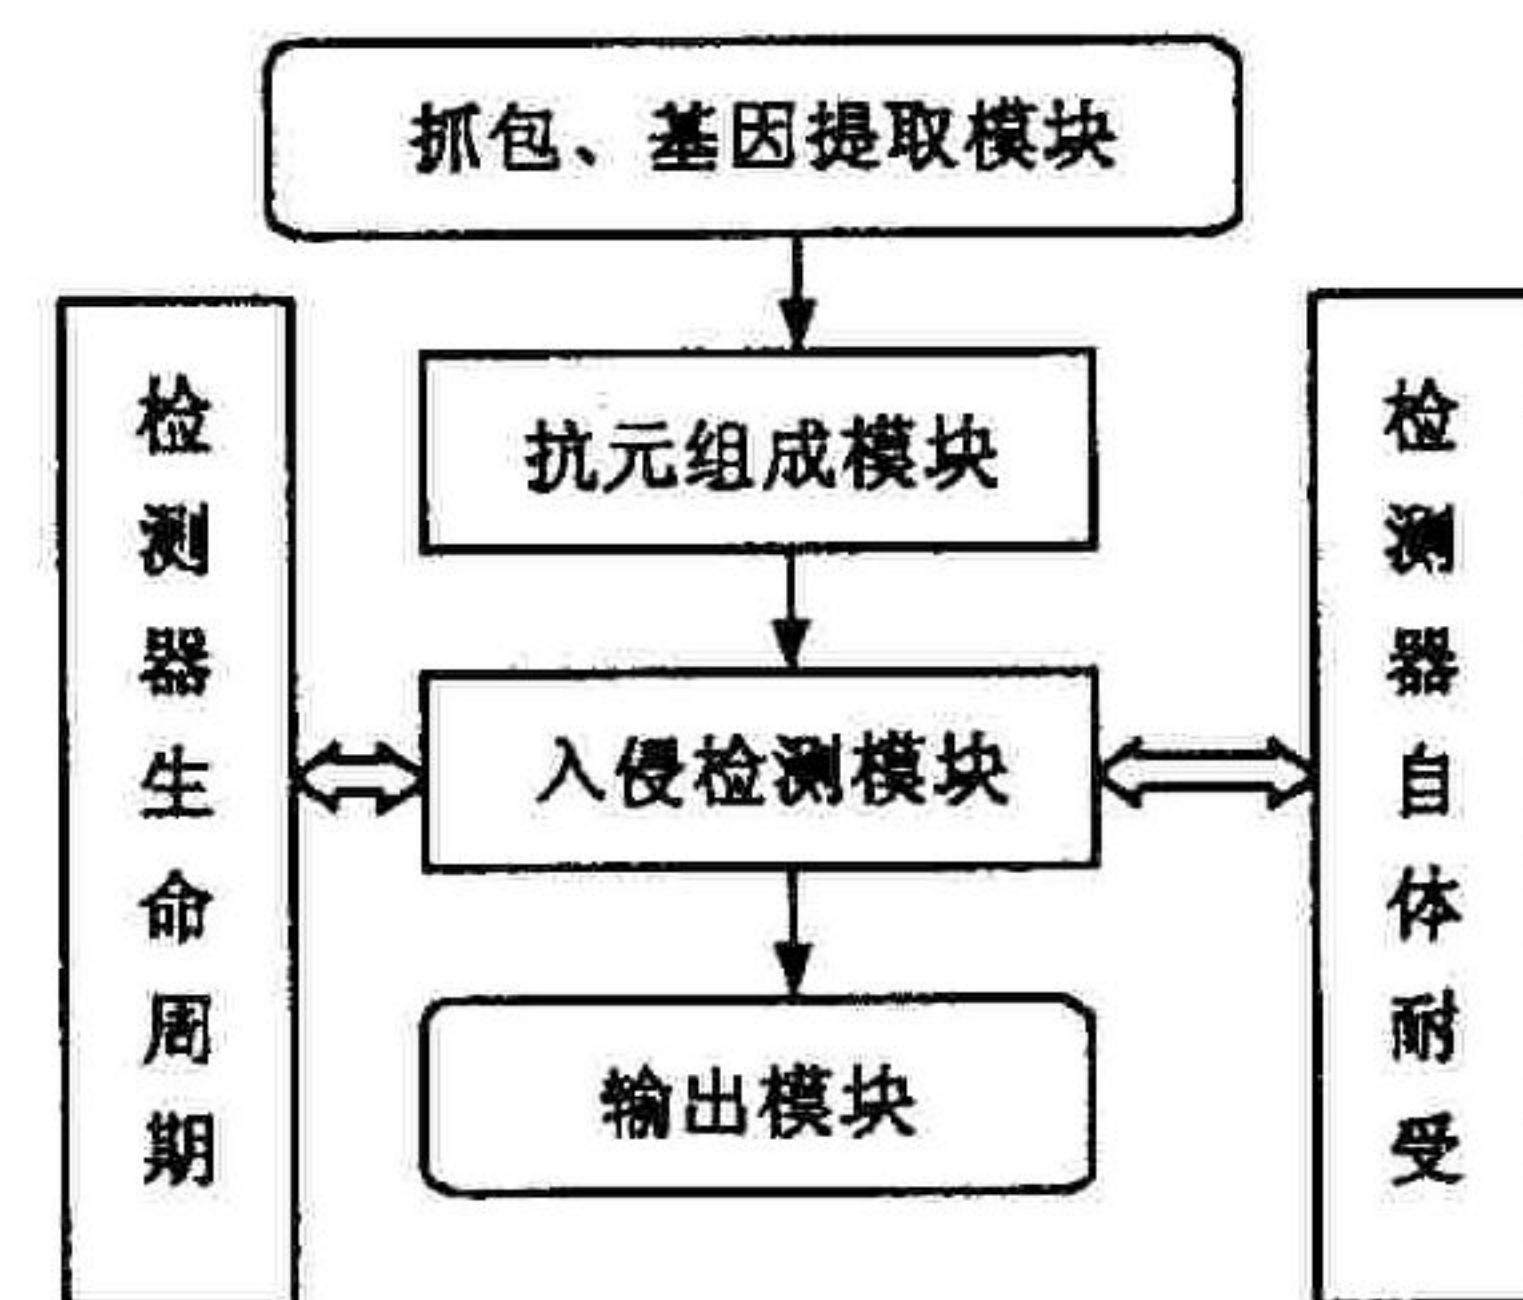 抓包、基因提取模块
抗元组成模块
入侵检测模块
输出模块
检测器生命周期
检测器自体耐受